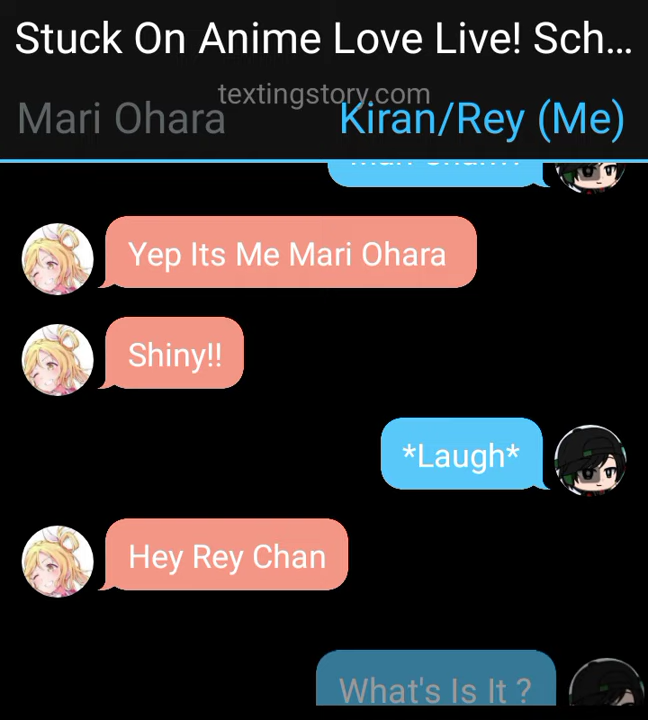 Stuck On Anime Love Live! Sch...
textingstory.com
Mari Ohara
Kiran/Rey (Me)
Yep Its Me Mari Ohara
Shiny!!
*Laugh*
Hey Rey Chan
What's Is It ?